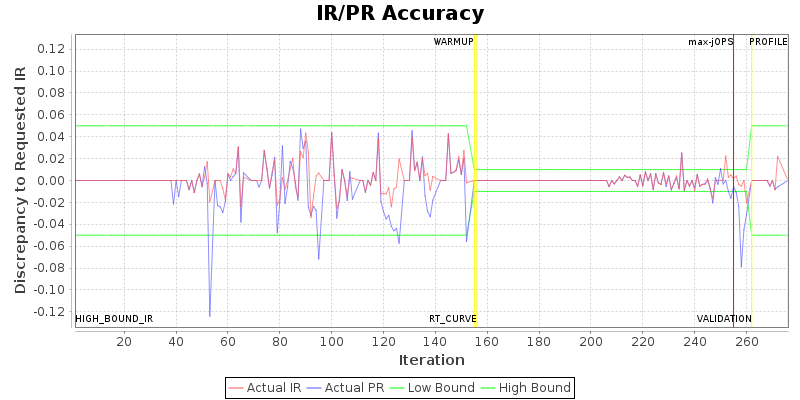 IR/PR Accuracy
Discrepancy to Requested IR
0.12
0.10
0.08
0.06
0.04
0.02
0.00
-0.02
-0.04
-0.06
-0.08
-0.10
-0.12
WARMUP
max-jOPS
PROFILE
HIGH_BOUND_IR
RT_CURVE
VALIDATION
20 40 60 80 100 120 140 160 180 200 220 240 260
Iteration
Actual IR Actual PR Low Bound High Bound